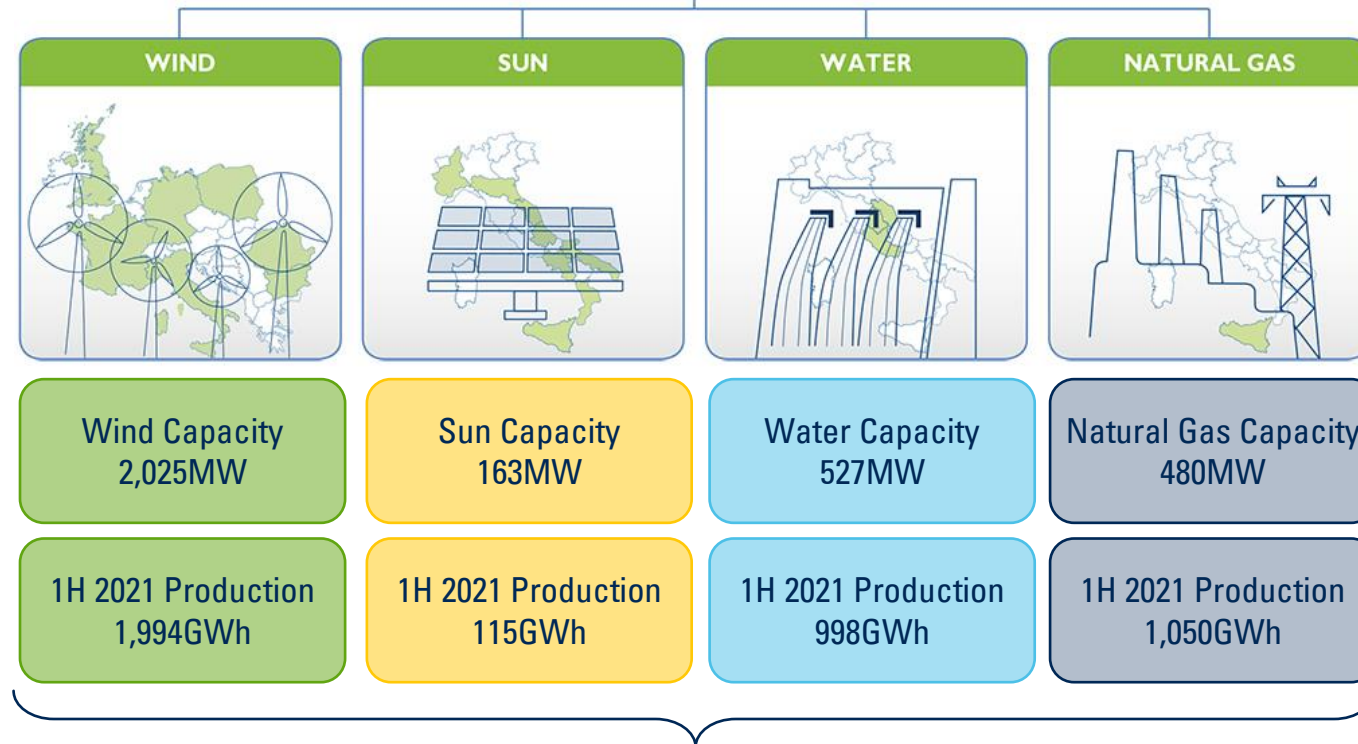 WIND
SUN
WATER
NATURAL GAS
Wind Capacity
2,025MW
Sun Capacity
163MW
Water Capacity
527MW
Natural Gas Capacity
480MW
1H 2021 Production
1,994GWh
1H 2021 Production
115GWh
1H 2021 Production
998GWh
1H 2021 Production
1,050GWh